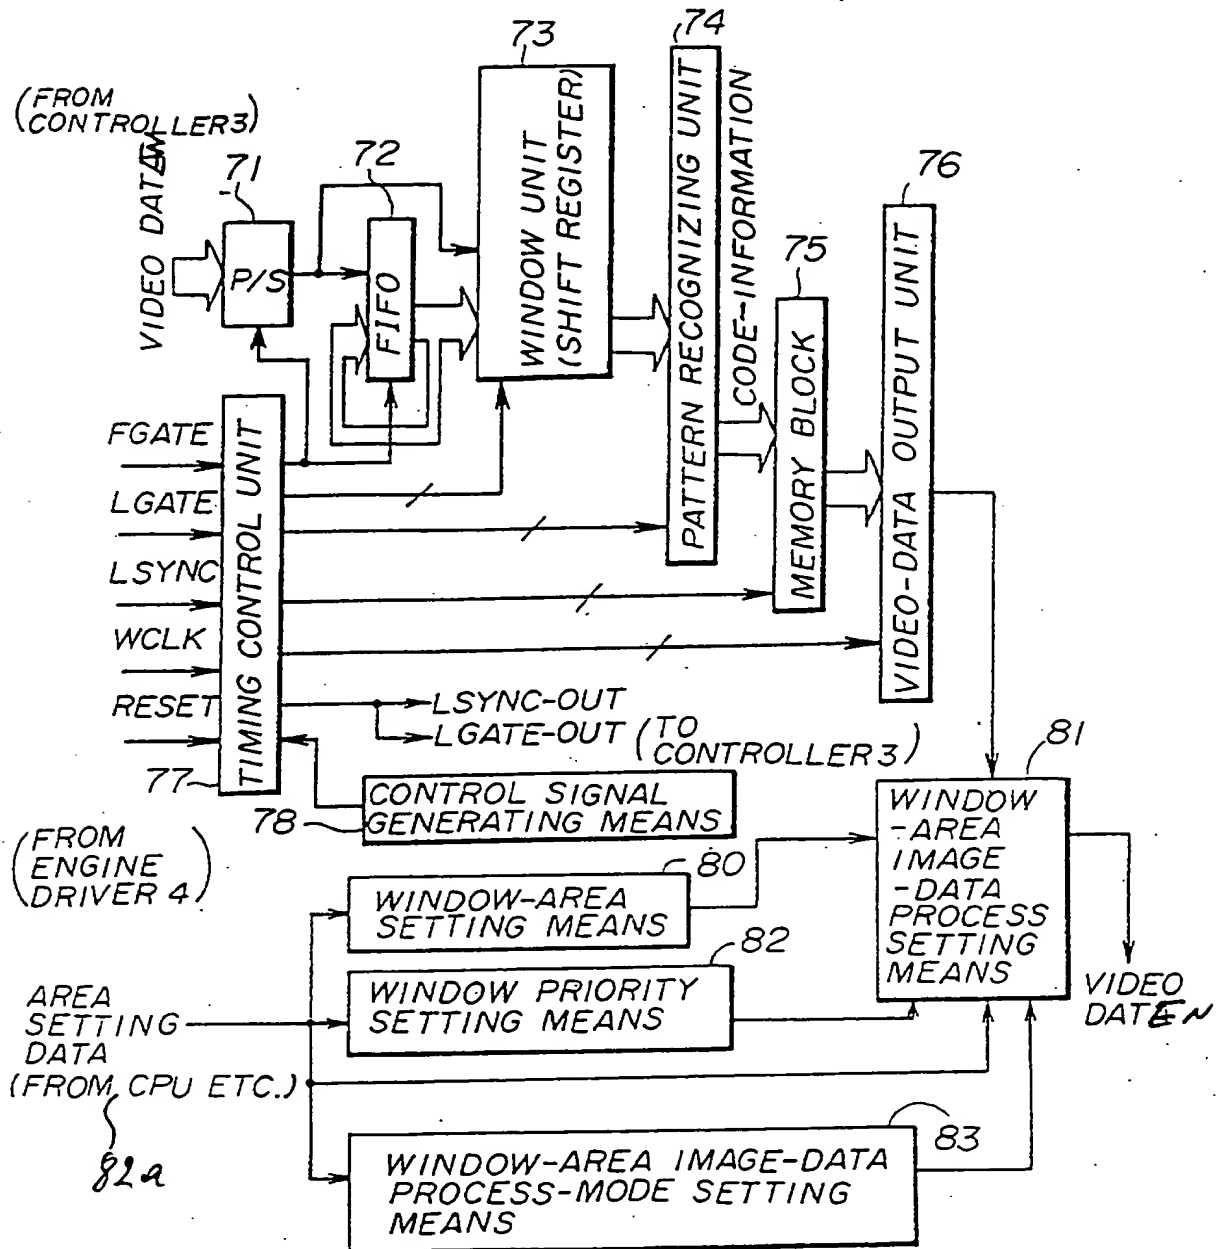 74
73
(FROM
CONTROLLER3)
71
72
76
VIDEO DATA
P/S
FIFO
WINDOW UNIT
(SHIFT REGISTER)
PATTERN RECOGNIZING UNIT
CODE-INFORMATION
75
MEMORY BLOCK
VIDEO-DATA OUTPUT UNIT
FGATE
LGATE
LSYNC
WCLK
RESET
TIMING CONTROL UNIT
77
LSYNC-OUT
LGATE-OUT (TO
CONTROLLER3)
81
78
CONTROL SIGNAL
GENERATING MEANS
(FROM
ENGINE
DRIVER 4)
80
WINDOW-AREA
SETTING MEANS
WINDOW
-AREA
IMAGE
-DATA
PROCESS
SETTING
MEANS
82
WINDOW PRIORITY
SETTING MEANS
VIDEO
AREA
SETTING
DATA
(FROM CPU ETC.)
82a
83
WINDOW-AREA IMAGE-DATA
PROCESS-MODE SETTING
MEANS